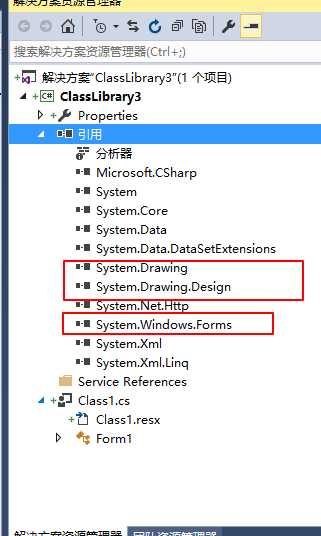 解决方案资源管理器
搜索解决方案资源管理器(Ctrl+;)
解决方案"ClassLibrary3"(1 个项目)
C# ClassLibrary3
Properties
引用
分析器
Microsoft.CSharp
System
System.Core
System.Data
System.Data.DataSetExtensions
System.Drawing
System.Drawing.Design
System.Net.Http
System.Windows.Forms
System.Xml
System.Xml.Linq
Service References
Class1.cs
Class1.resx
Form1
解决方案资源管理器 团队资源管理器